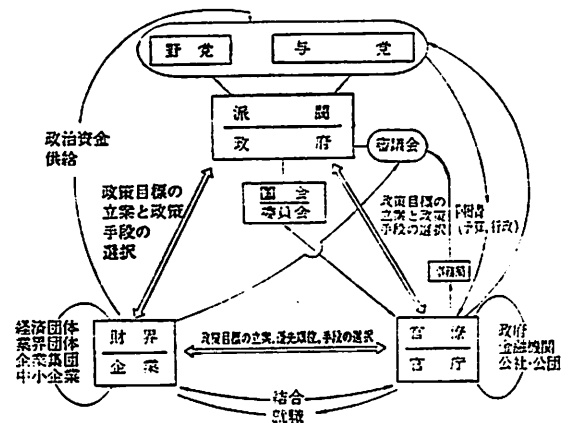 野党
与党
派閥
政府
審議会
政治資金
供給
国会
委員会
政策目標の
立案と政策
手段の
選択
政策目標の
立案と政策
手段の選択
(予算、行政)
経済団体
業界団体
企業集団
中小企業
財界
企業
政策目標の立案、優先順位、手段の選択
官僚
官庁
政府
金融機関
公社・公団
結合
就職